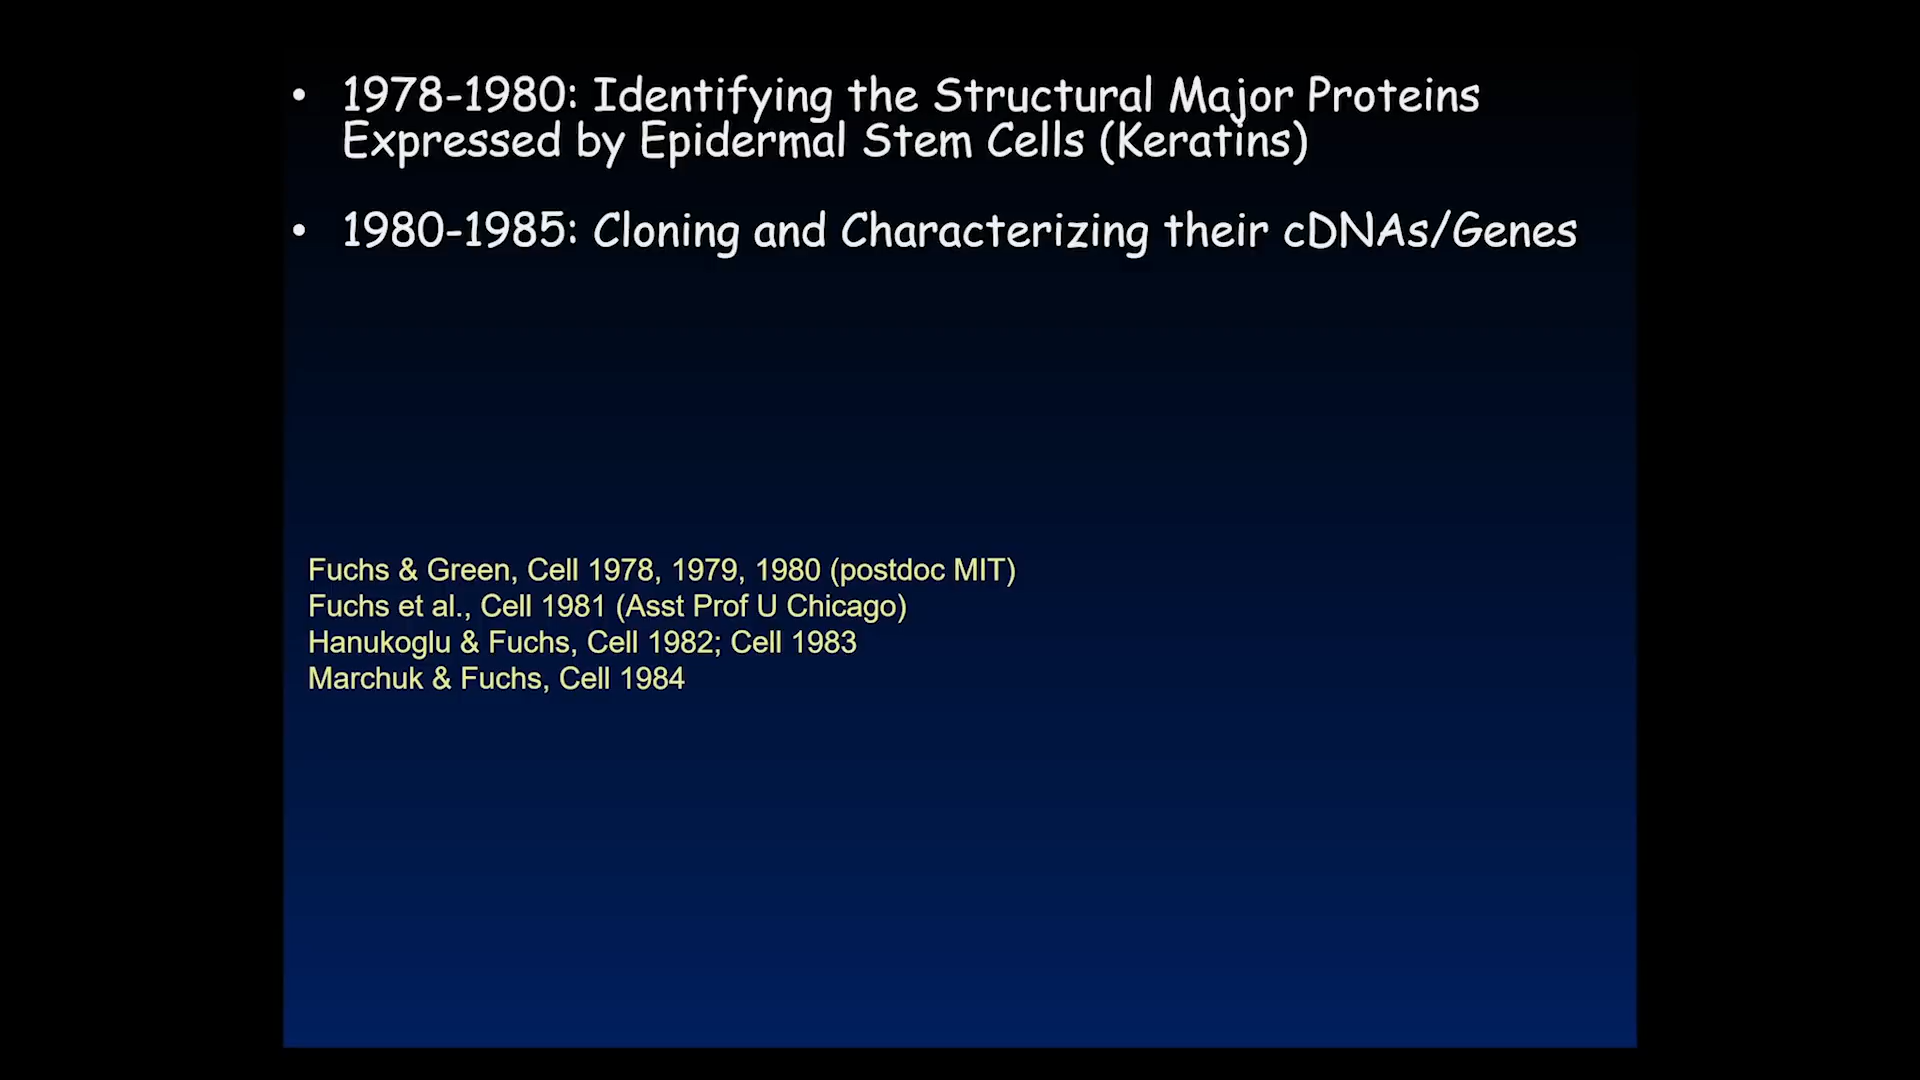 • 1978-1980: Identifying the Structural Major Proteins
Expressed by Epidermal Stem Cells (Keratins)
• 1980-1985: Cloning and Characterizing their cDNAs/Genes
Fuchs & Green, Cell 1978, 1979, 1980 (postdoc MIT)
Fuchs et al., Cell 1981 (Asst Prof U Chicago)
Hanukoglu & Fuchs, Cell 1982; Cell 1983
Marchuk & Fuchs, Cell 1984